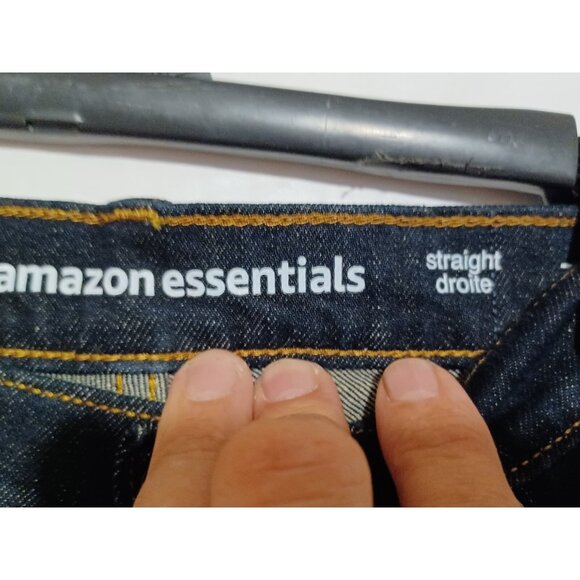 amazon essentials
straight
droite